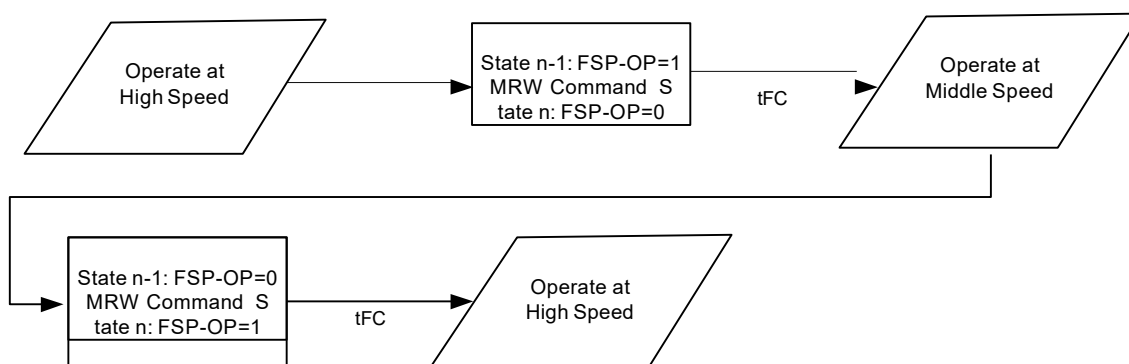 Operate at
High Speed
State n-1: FSP-OP=1
MRW Command S
tate n: FSP-OP=0
tFC
Operate at
Middle Speed
State n-1: FSP-OP=0
MRW Command S
tate n: FSP-OP=1
tFC
Operate at
High Speed